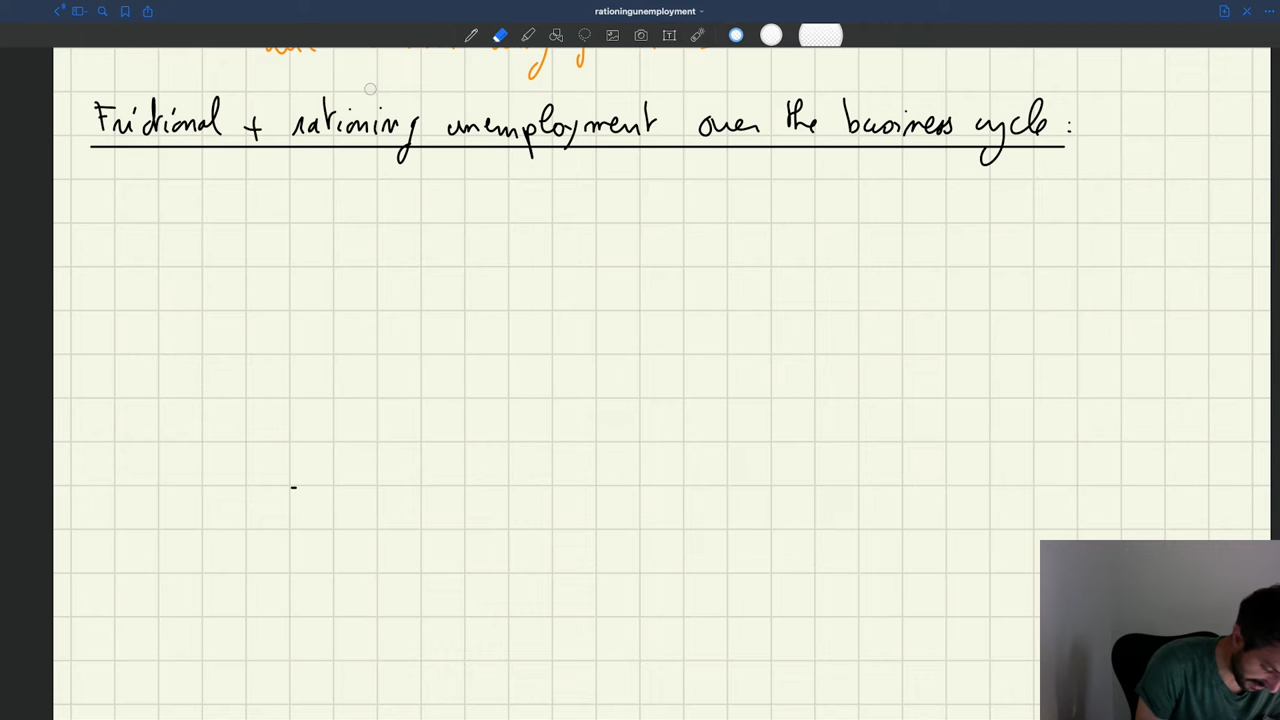 rationingunemployment
Frictional + rationing unemployment over the business cycle :